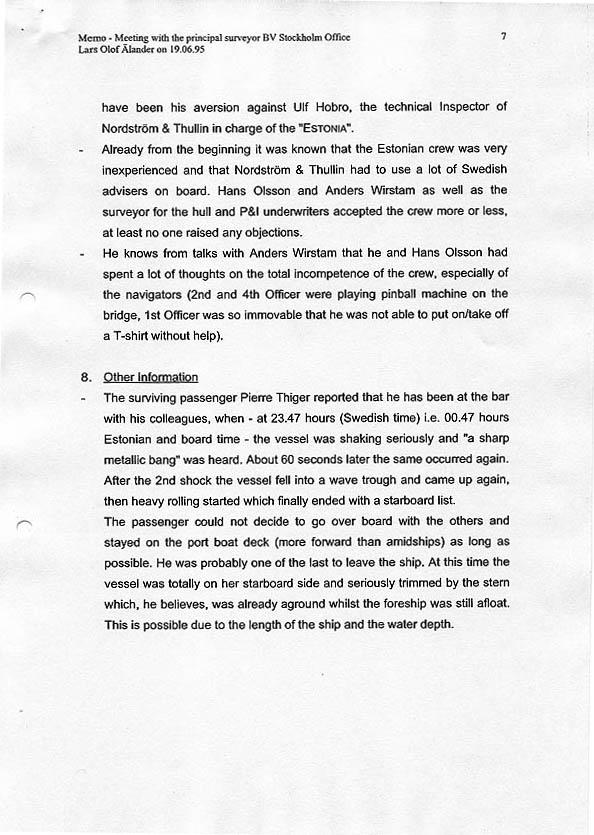 Memo - Meeting with the principal surveyor BV Stockholm Office 7
Lars Olof Ålander on 19.06.95
have been his aversion against Ulf Hobro, the technical Inspector of
Nordström & Thullin in charge of the "ESTONIA".
- Already from the beginning it was known that the Estonian crew was very
inexperienced and that Nordström & Thullin had to use a lot of Swedish
advisers on board. Hans Olsson and Anders Wirstam as well as the
surveyor for the hull and P&I underwriters accepted the crew more or less,
at least no one raised any objections.
- He knows from talks with Anders Wirstam that he and Hans Olsson had
spent a lot of thoughts on the total incompetence of the crew, especially of
the navigators (2nd and 4th Officer were playing pinball machine on the
bridge, 1st Officer was so immovable that he was not able to put on/take off
a T-shirt without help).
8. Other Information
- The surviving passenger Pierre Thiger reported that he has been at the bar
with his colleagues, when - at 23.47 hours (Swedish time) i.e. 00.47 hours
Estonian and board time - the vessel was shaking seriously and "a sharp
metallic bang" was heard. About 60 seconds later the same occurred again.
After the 2nd shock the vessel fell into a wave trough and came up again,
then heavy rolling started which finally ended with a starboard list.
The passenger could not decide to go over board with the others and
stayed on the port boat deck (more forward than amidships) as long as
possible. He was probably one of the last to leave the ship. At this time the
vessel was totally on her starboard side and seriously trimmed by the stern
which, he believes, was already aground whilst the foreship was still afloat.
This is possible due to the length of the ship and the water depth.